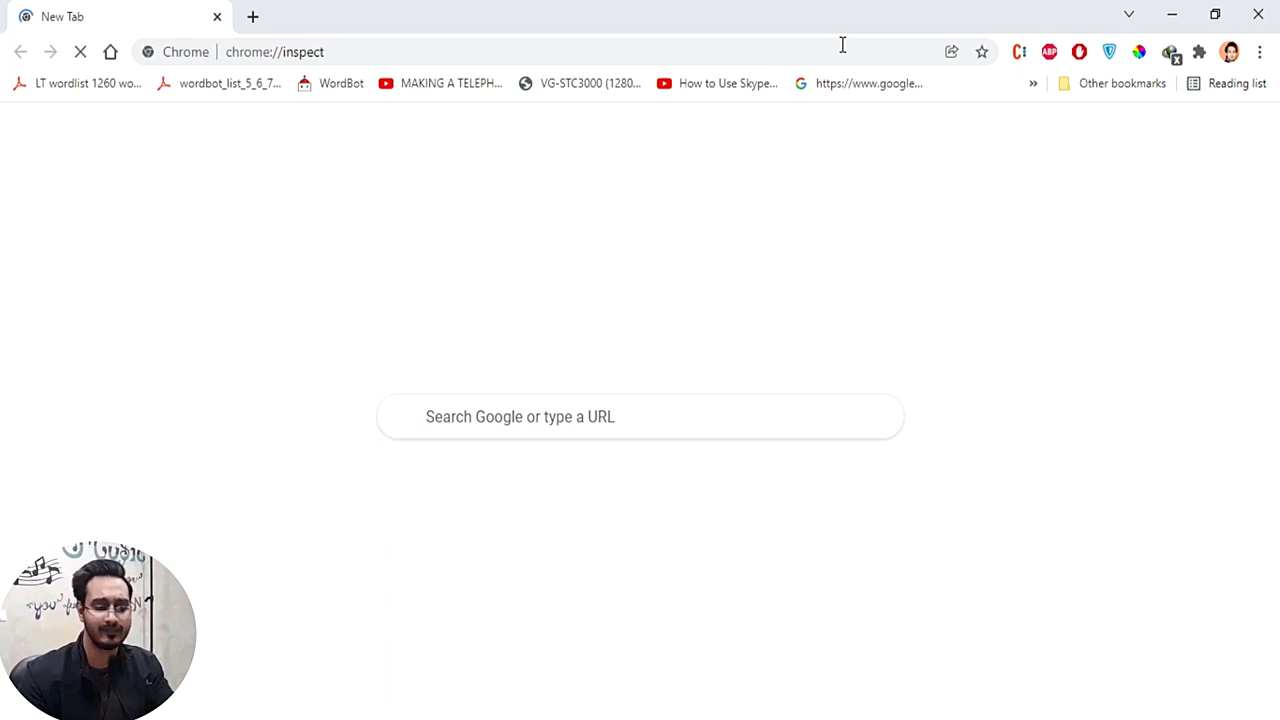 New Tab
Chrome
chrome://inspect
ABP
LT wordlist 1260 wo...
wordbot_list_5_6_7...
WordBot
MAKING A TELEPH...
VG-STC3000 (1280...
How to Use Skype...
https://www.google...
»
Other bookmarks
Reading list
Search Google or type a URL